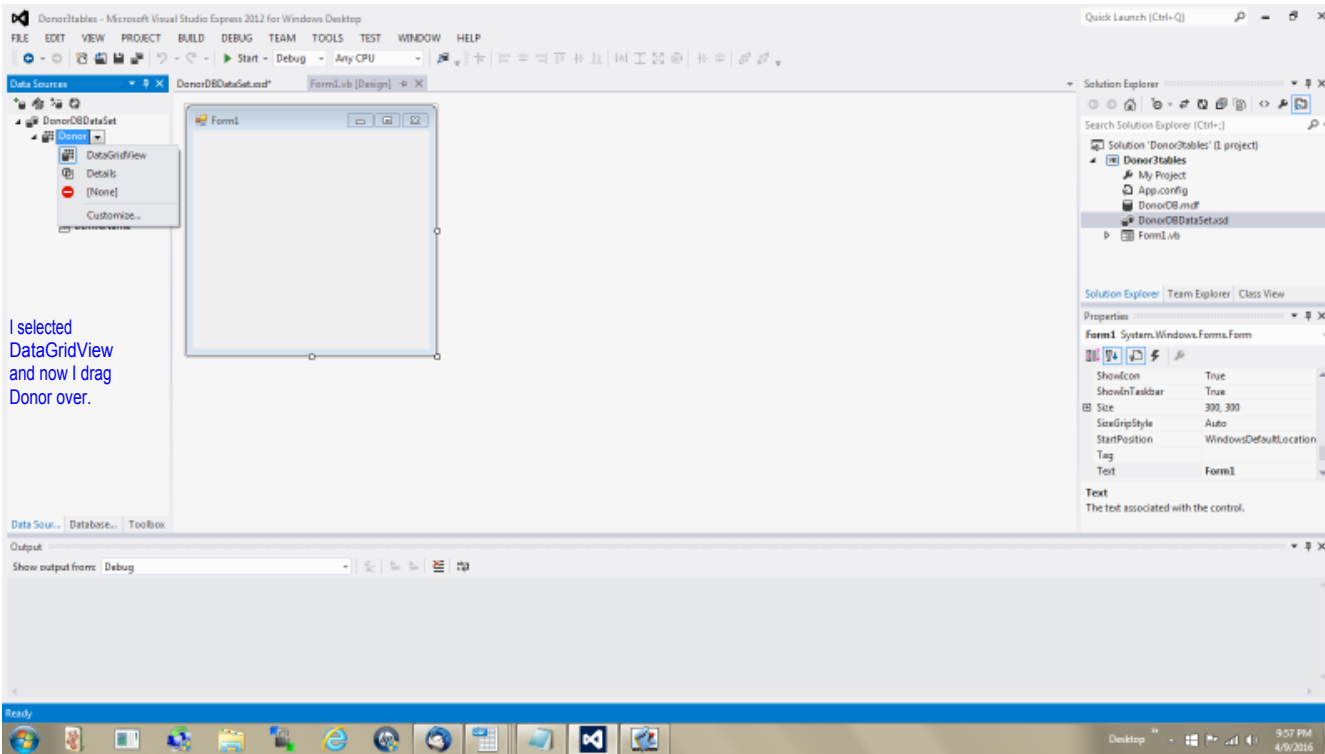 Donor3tables - Microsoft Visual Studio Express 2012 for Windows Desktop
Quick Launch (Ctrl+Q)
FILE EDIT VIEW PROJECT BUILD DEBUG TEAM TOOLS TEST WINDOW HELP
Start - Debug Any CPU
Data Sources
DonorDBDataSet.xsd*
Form1.vb [Design]
Solution Explorer
DonorDBDataSet
Form1
Donor
Search Solution Explorer (Ctrl+;)
DataGridView
Solution 'Donor3tables' (1 project)
Details
Donor3tables
[None]
My Project
Customize...
App.config
DonorDB.mdf
DonorDBDataSet.xsd
Form1.vb
Solution Explorer Team Explorer Class View
Properties
I selected
DataGridView
and now I drag
Donor over.
Form1 System.Windows.Forms.Form
ShowIcon True
ShowInTaskbar True
Size 300, 300
SizeGripStyle Auto
StartPosition WindowsDefaultLocation
Tag
Text Form1
Text
The text associated with the control.
Data Sour... Database... Toolbox
Output
Show output from: Debug
Ready
Desktop
9:57 PM
4/9/2016